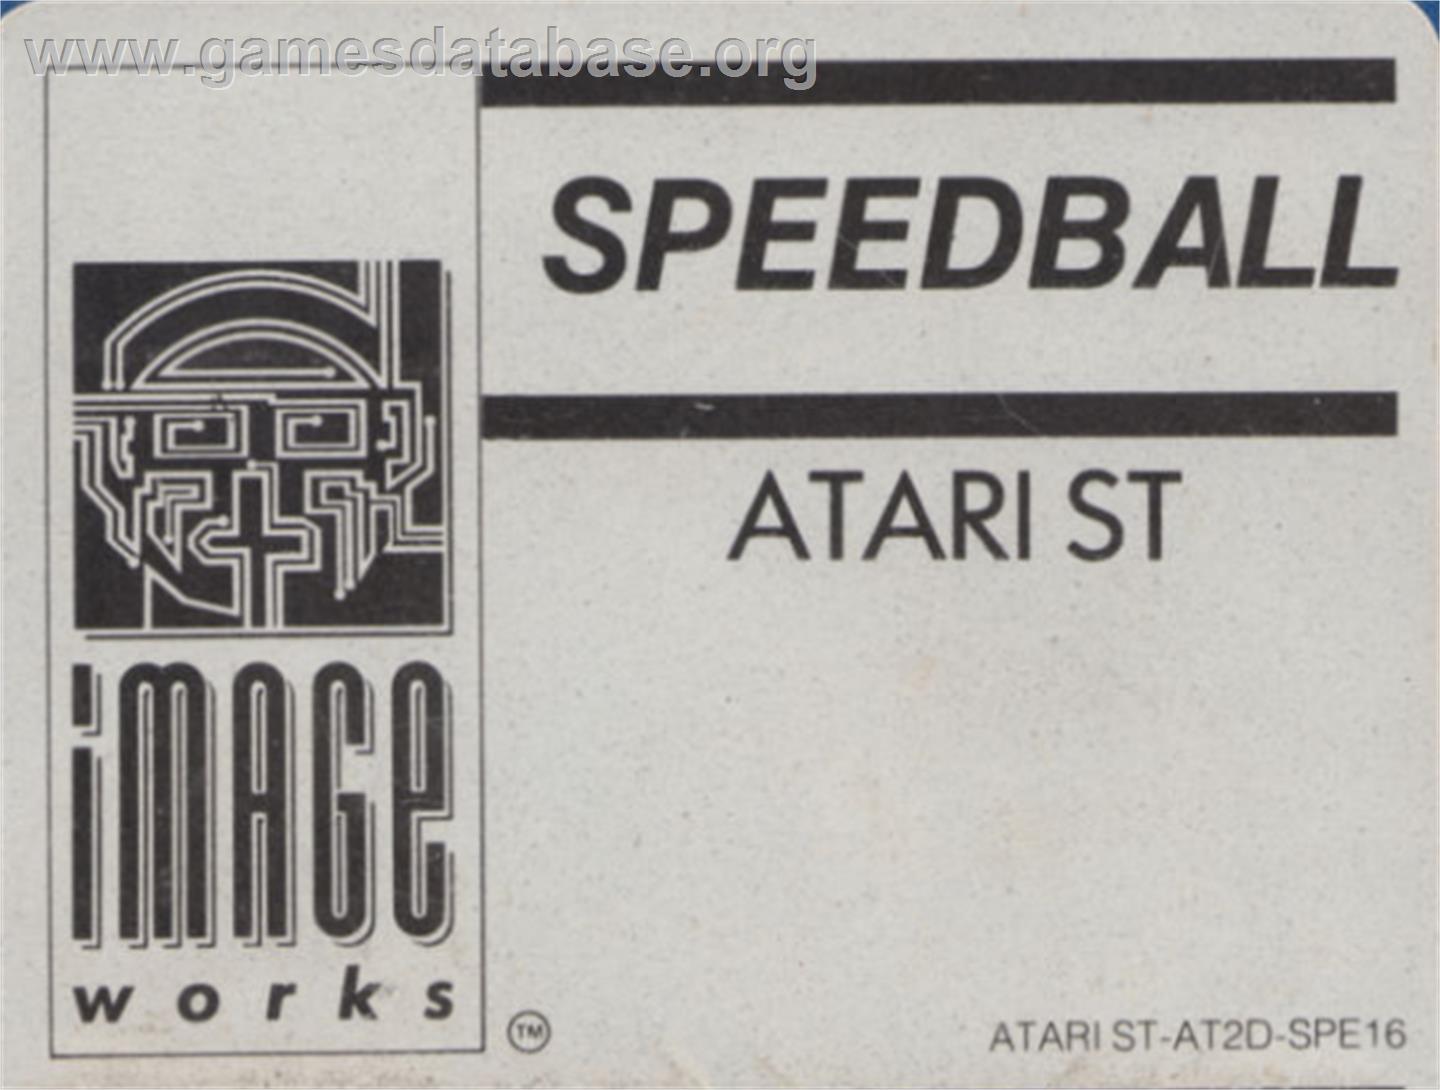 www.gamesdatabase.org
SPEEDBALL
ATARI ST
iMAGe
works
TM
ATARI ST-AT2D-SPE16